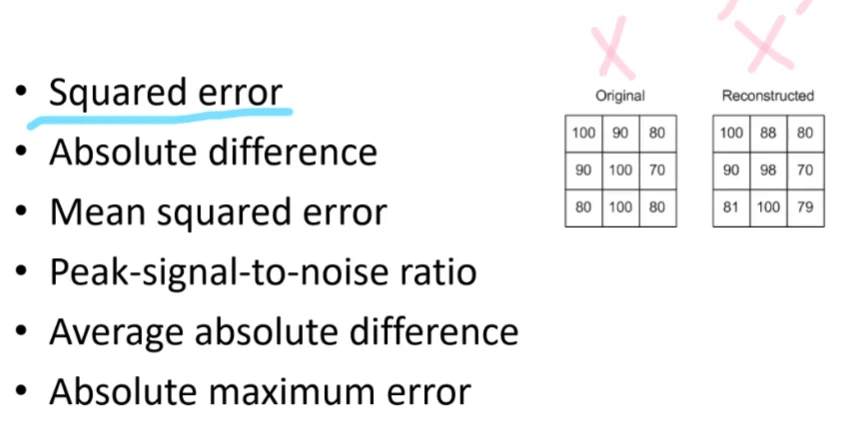 • Squared error
• Absolute difference
• Mean squared error
• Peak-signal-to-noise ratio
• Average absolute difference
• Absolute maximum error
X
Original
100 90 80
90 100 70
80 100 80
X
Reconstructed
100 88 80
90 98 70
81 100 79